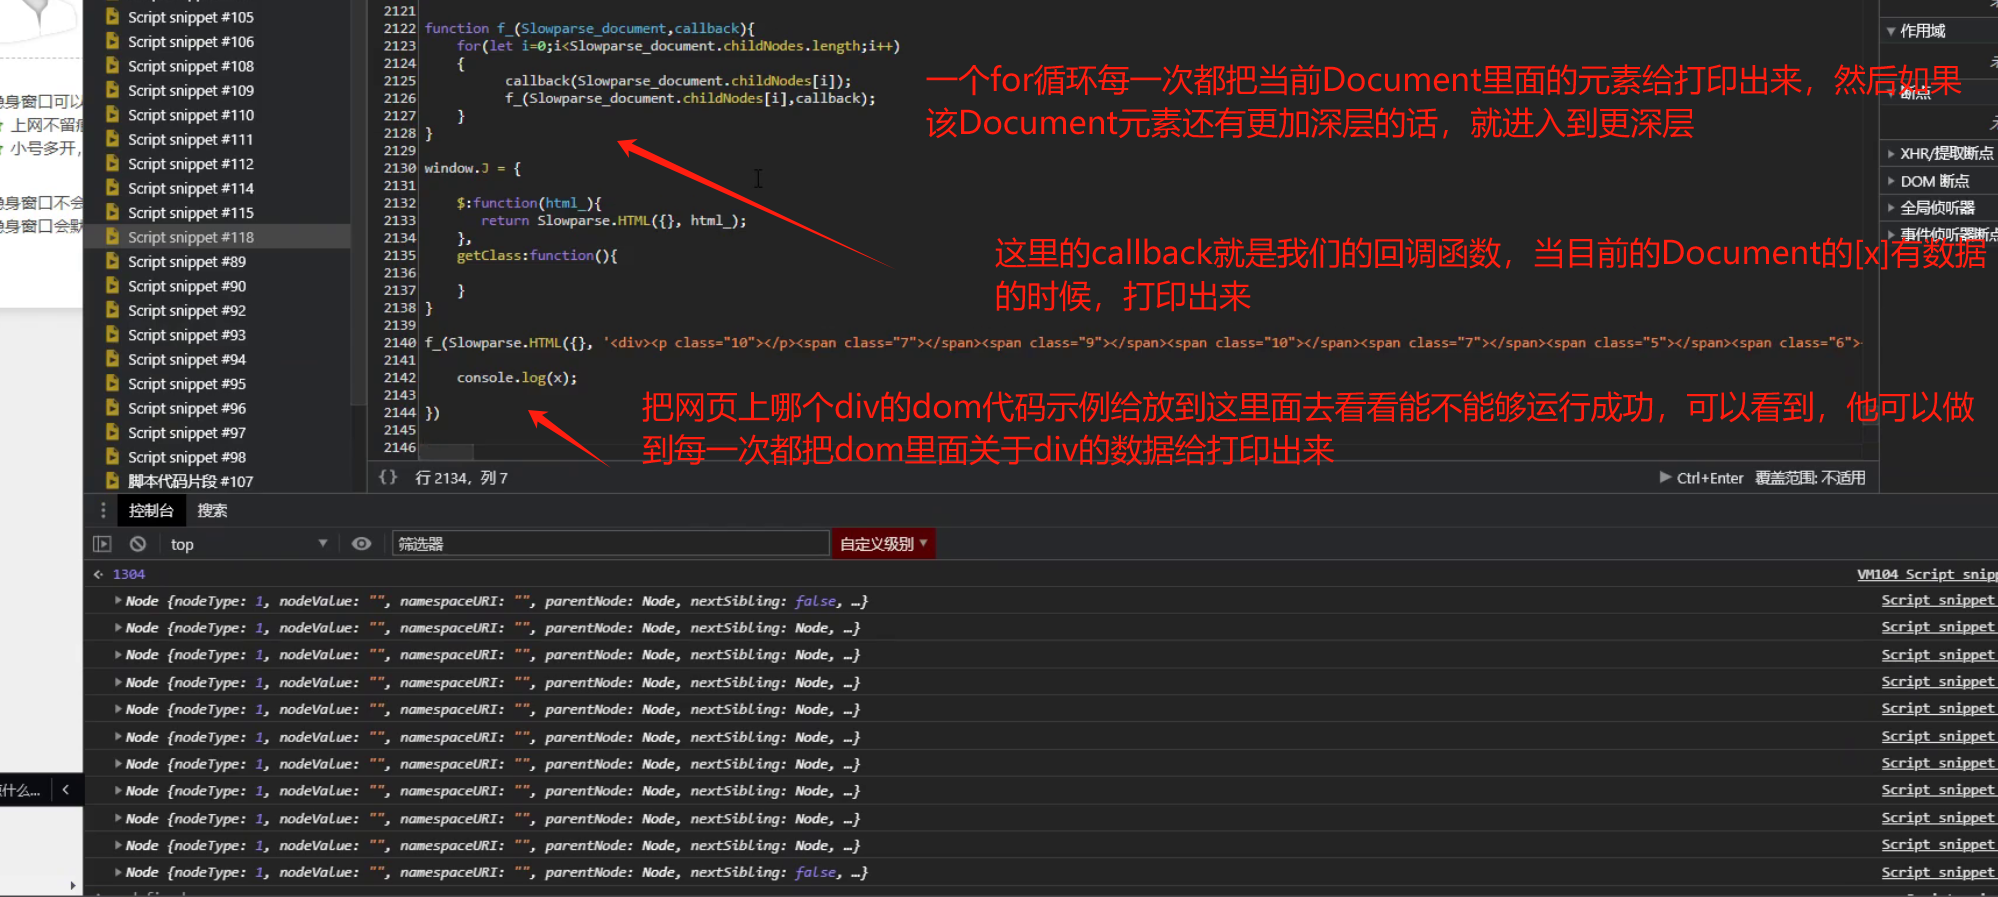 Script snippet #105
Script snippet #106
Script snippet #108
Script snippet #109
Script snippet #110
Script snippet #111
Script snippet #112
Script snippet #114
Script snippet #115
Script snippet #118
Script snippet #89
Script snippet #90
Script snippet #92
Script snippet #93
Script snippet #94
Script snippet #95
Script snippet #96
Script snippet #97
Script snippet #98
脚本代码片段 #107
身窗口可以
上网不留
小号多开，
身窗口不会
身窗口会
什么...
2121
2122 function f_(Slowparse_document,callback){
2123 for(let i=0;i<Slowparse_document.childNodes.length;i++)
2124 {
2125 callback(Slowparse_document.childNodes[i]);
2126 f_(Slowparse_document.childNodes[i],callback);
2127 }
2128 }
2129
2130 window.J = {
2131
2132 $:function(html_){
2133 return Slowparse.HTML({}, html_);
2134 },
2135 getClass:function(){
2136
2137 }
2138 }
2139
2140 f_(Slowparse.HTML({}, '<div><p class="10"></p><span class="7"></span><span class="9"></span><span class="10"></span><span class="7"></span><span class="5"></span><span class="6">
2141
2142 console.log(x);
2143
2144 })
2145
2146
一个for循环每一次都把当前Document里面的元素给打印出来，然后如果
该Document元素还有更加深层的话，就进入到更深层
这里的callback就是我们的回调函数，当目前的Document的[x]有数据
的时候，打印出来
把网页上哪个div的dom代码示例给放到这里面去看看能不能够运行成功，可以看到，他可以做
到每一次都把dom里面关于div的数据给打印出来
作用域
断点
XHR/提取断点
DOM 断点
全局侦听器
事件侦听器断点
{} 行 2134，列 7
Ctrl+Enter 覆盖范围: 不适用
控制台 搜索
top 筛选器 自定义级别
1304 VM104 Script snipp
Node {nodeType: 1, nodeValue: "", namespaceURI: "", parentNode: Node, nextSibling: false, …} Script snippet
Node {nodeType: 1, nodeValue: "", namespaceURI: "", parentNode: Node, nextSibling: Node, …} Script snippet
Node {nodeType: 1, nodeValue: "", namespaceURI: "", parentNode: Node, nextSibling: Node, …} Script snippet
Node {nodeType: 1, nodeValue: "", namespaceURI: "", parentNode: Node, nextSibling: Node, …} Script snippet
Node {nodeType: 1, nodeValue: "", namespaceURI: "", parentNode: Node, nextSibling: Node, …} Script snippet
Node {nodeType: 1, nodeValue: "", namespaceURI: "", parentNode: Node, nextSibling: Node, …} Script snippet
Node {nodeType: 1, nodeValue: "", namespaceURI: "", parentNode: Node, nextSibling: Node, …} Script snippet
Node {nodeType: 1, nodeValue: "", namespaceURI: "", parentNode: Node, nextSibling: Node, …} Script snippet
Node {nodeType: 1, nodeValue: "", namespaceURI: "", parentNode: Node, nextSibling: Node, …} Script snippet
Node {nodeType: 1, nodeValue: "", namespaceURI: "", parentNode: Node, nextSibling: Node, …} Script snippet
Node {nodeType: 1, nodeValue: "", namespaceURI: "", parentNode: Node, nextSibling: false, …} Script snippet